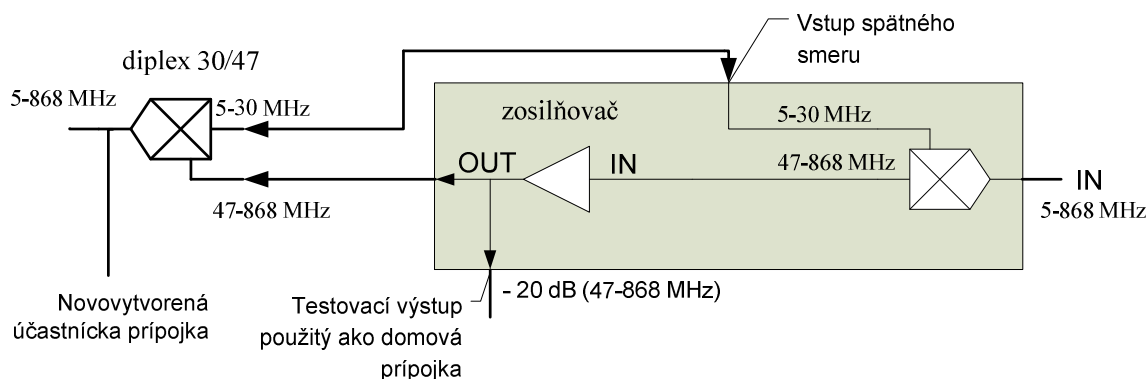 Vstup spätného
smeru
diplex 30/47
5-868 MHz
5-30 MHz
zosilňovač
5-30 MHz
OUT
IN
47-868 MHz
IN
5-868 MHz
47-868 MHz
- 20 dB (47-868 MHz)
Novovytvorená
účastnícka prípojka
Testovací výstup
použitý ako domová
prípojka